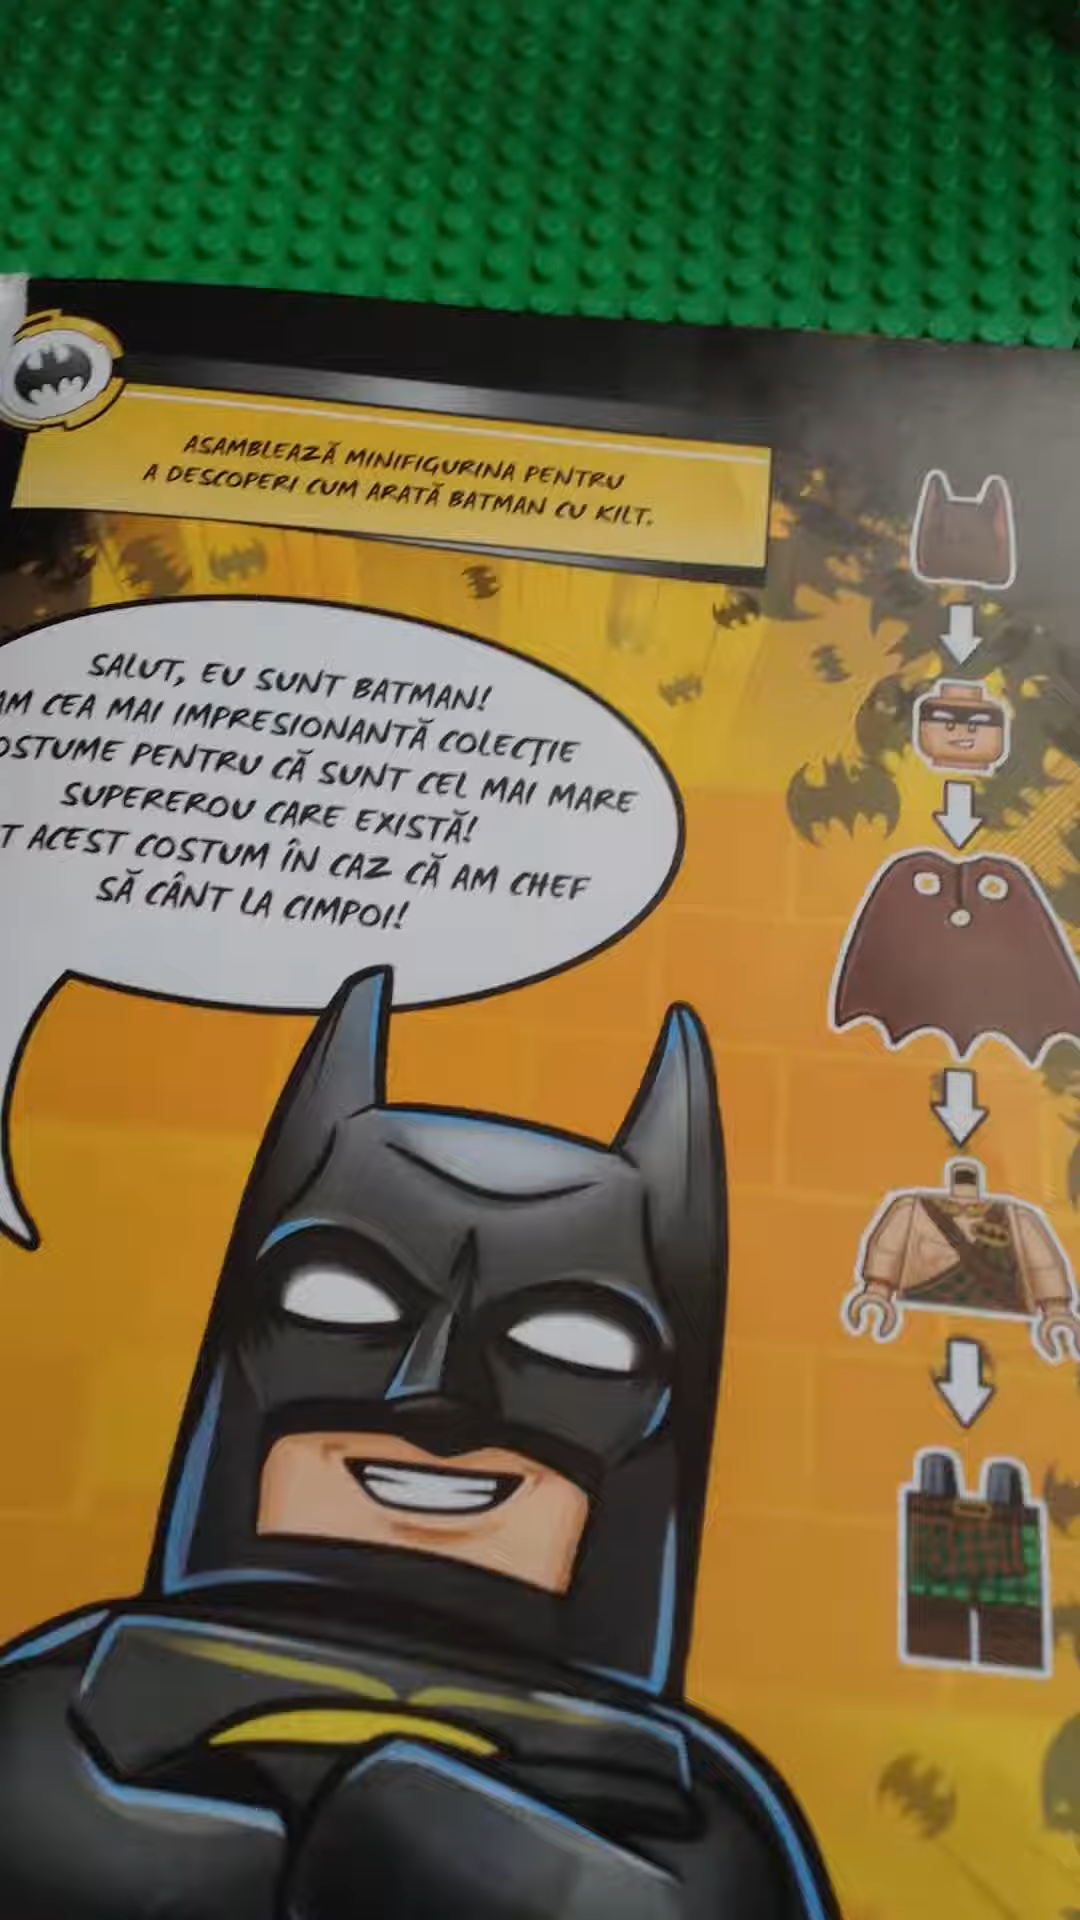 ASAMBLEAZĂ MINIFIGURINA PENTRU
A DESCOPERI CUM ARATĂ BATMAN CU KILT.
SALUT, EU SUNT BATMAN!
AM CEA MAI IMPRESIONANTĂ COLECȚIE
PENTRU CĂ SUNT CEL MAI MARE
SUPEREROU CARE EXISTĂ!
ACEST COSTUM ÎN CAZ CĂ AM CHEF
SĂ CÂNT LA CIMPOI!